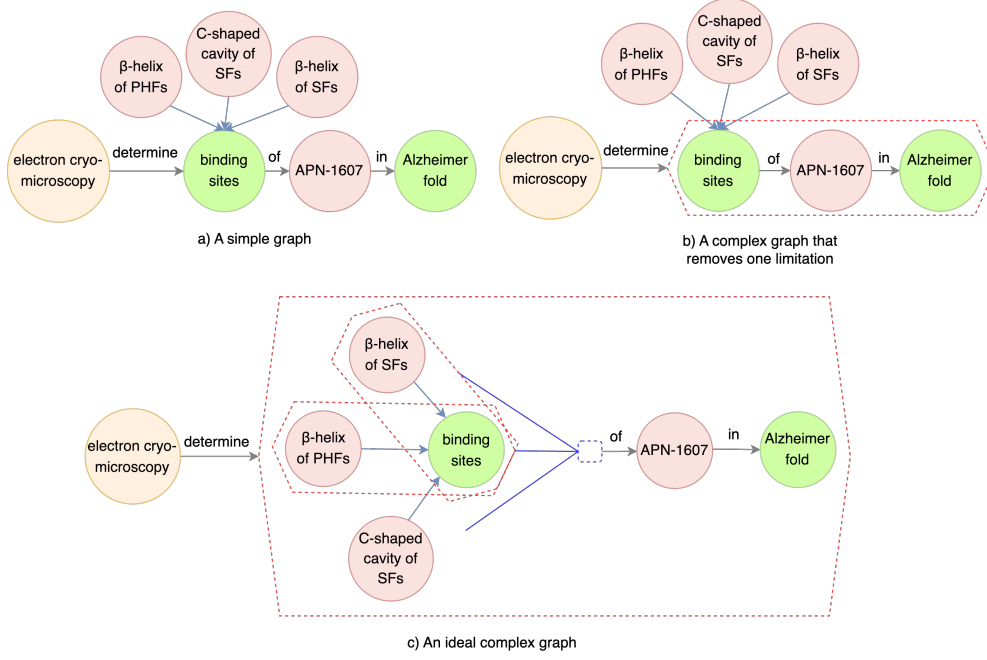 C-shaped
cavity of
SFs
β-helix
of PHFs
β-helix
of SFs
electron cryo-
microscopy
determine
binding
sites
of
APN-1607
in
Alzheimer
fold
a) A simple graph
C-shaped
cavity of
SFs
β-helix
of PHFs
β-helix
of SFs
electron cryo-
microscopy
determine
binding
sites
of
APN-1607
in
Alzheimer
fold
b) A complex graph that
removes one limitation
β-helix
of SFs
electron cryo-
microscopy
determine
β-helix
of PHFs
binding
sites
of
APN-1607
in
Alzheimer
fold
C-shaped
cavity of
SFs
c) An ideal complex graph